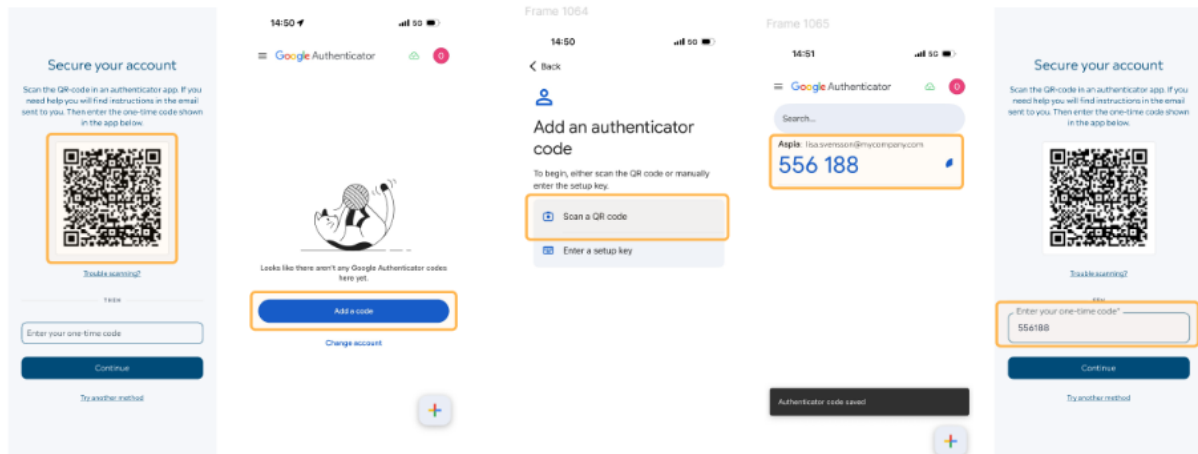 Secure your account
Scan the QR-code in an authenticator app. If you
need help you will find instructions in the email
sent to you. Then enter the one-time code shown
in the app below.
Trouble scanning?
Enter your one-time code
Continue
Try another method
14:50
5G
Google Authenticator
O
Looks like there aren't any Google Authenticator codes
here yet.
Add a code
Change account
Frame 1064
14:50
5G
Back
Add an authenticator
code
To begin, either scan the QR code or manually
enter the setup key.
Scan a QR code
Enter a setup key
Frame 1065
14:51
5G
Google Authenticator
O
Search...
Aspia: lisa.svensson@mycompany.com
556 188
Authenticator code saved
Secure your account
Scan the QR-code in an authenticator app. If you
need help you will find instructions in the email
sent to you. Then enter the one-time code shown
in the app below.
Trouble scanning?
Enter your one-time code*
556188
Continue
Try another method